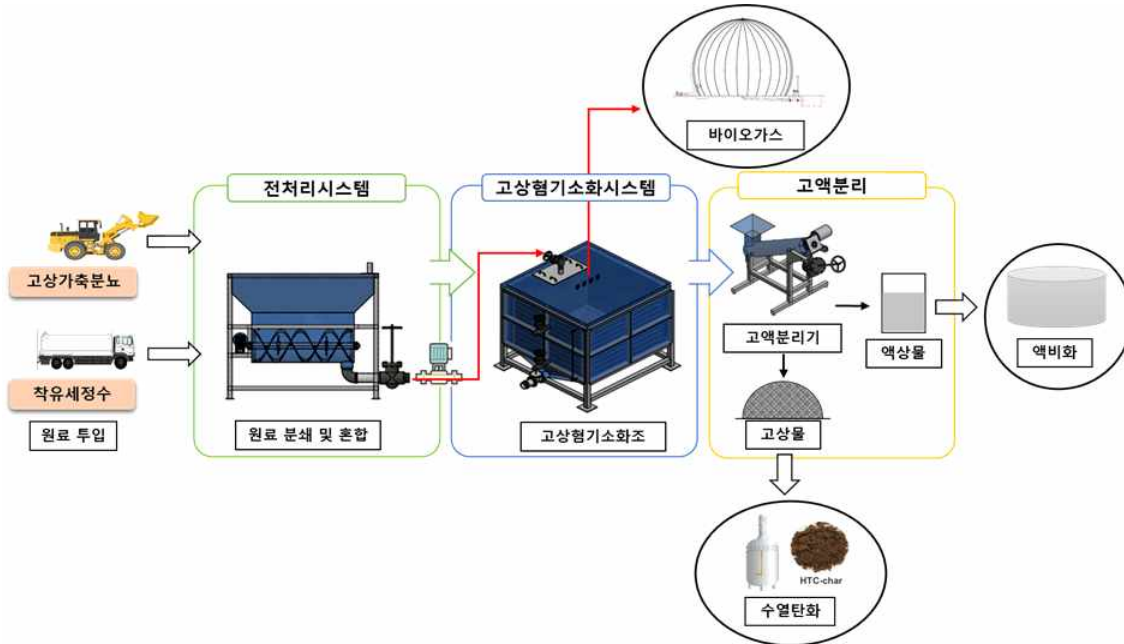 바이오가스
전처리시스템
고상혐기소화시스템
고액분리
고상가축분뇨
착유세정수
원료 투입
원료 분쇄 및 혼합
고상혐기소화조
고액분리기
액상물
액비화
고상물
HTC-char
수열탄화